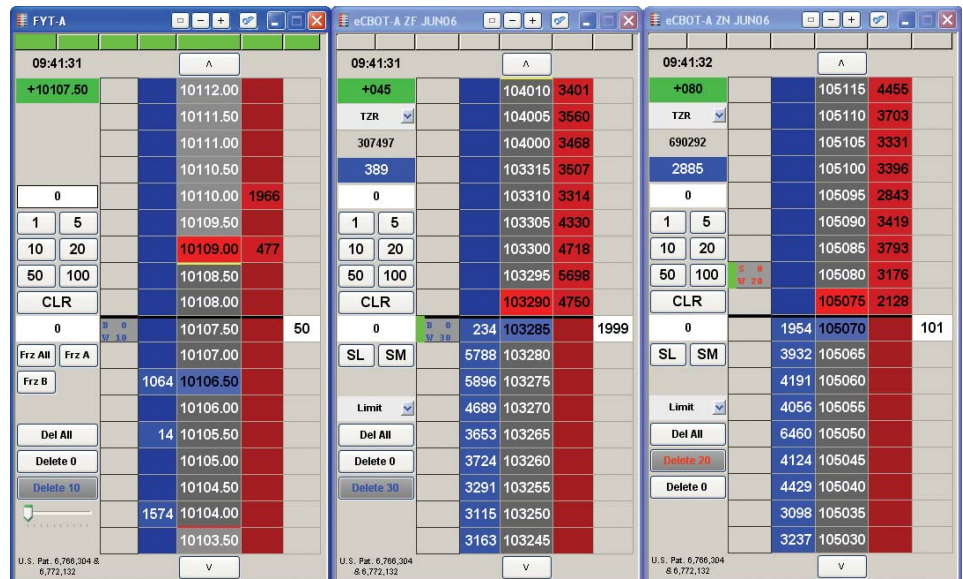 FYT-A
09:41:31
^
+10107.50 10112.00
10111.50
10111.00
10110.50
0 10110.00 1966
1 5 10109.50
10 20 10109.00 477
50 100 10108.50
CLR 10108.00
0 B 0 W 10 10107.50 50
Frz All Frz A 10107.00
Frz B 1064 10106.50
10106.00
Del All 14 10105.50
Delete 0 10105.00
Delete 10 10104.50
1574 10104.00
10103.50
U.S. Pat. 6,766,304 &
6,772,132
v
eCBOT-A ZF JUN06
09:41:31
^
+045 104010 3401
TZR 104005 3560
307497 104000 3468
389 103315 3507
0 103310 3314
1 5 103305 4330
10 20 103300 4718
50 100 103295 5698
CLR 103290 4750
0 B 0 W 30 234 103285 1999
SL SM 5788 103280
5896 103275
Limit 4689 103270
Del All 3653 103265
Delete 0 3724 103260
Delete 30 3291 103255
3115 103250
3163 103245
U.S. Pat. 6,766,304
& 6,772,132
v
eCBOT-A ZN JUN06
09:41:32
^
+080 105115 4455
TZR 105110 3703
690292 105105 3331
2885 105100 3396
0 105095 2843
1 5 105090 3419
10 20 105085 3793
50 100 S 0 W 20 105080 3176
CLR 105075 2128
0 1954 105070 101
SL SM 3932 105065
4191 105060
Limit 4056 105055
Del All 6460 105050
Delete 20 4124 105045
Delete 0 4429 105040
3098 105035
3237 105030
U.S. Pat. 6,766,304
& 6,772,132
v